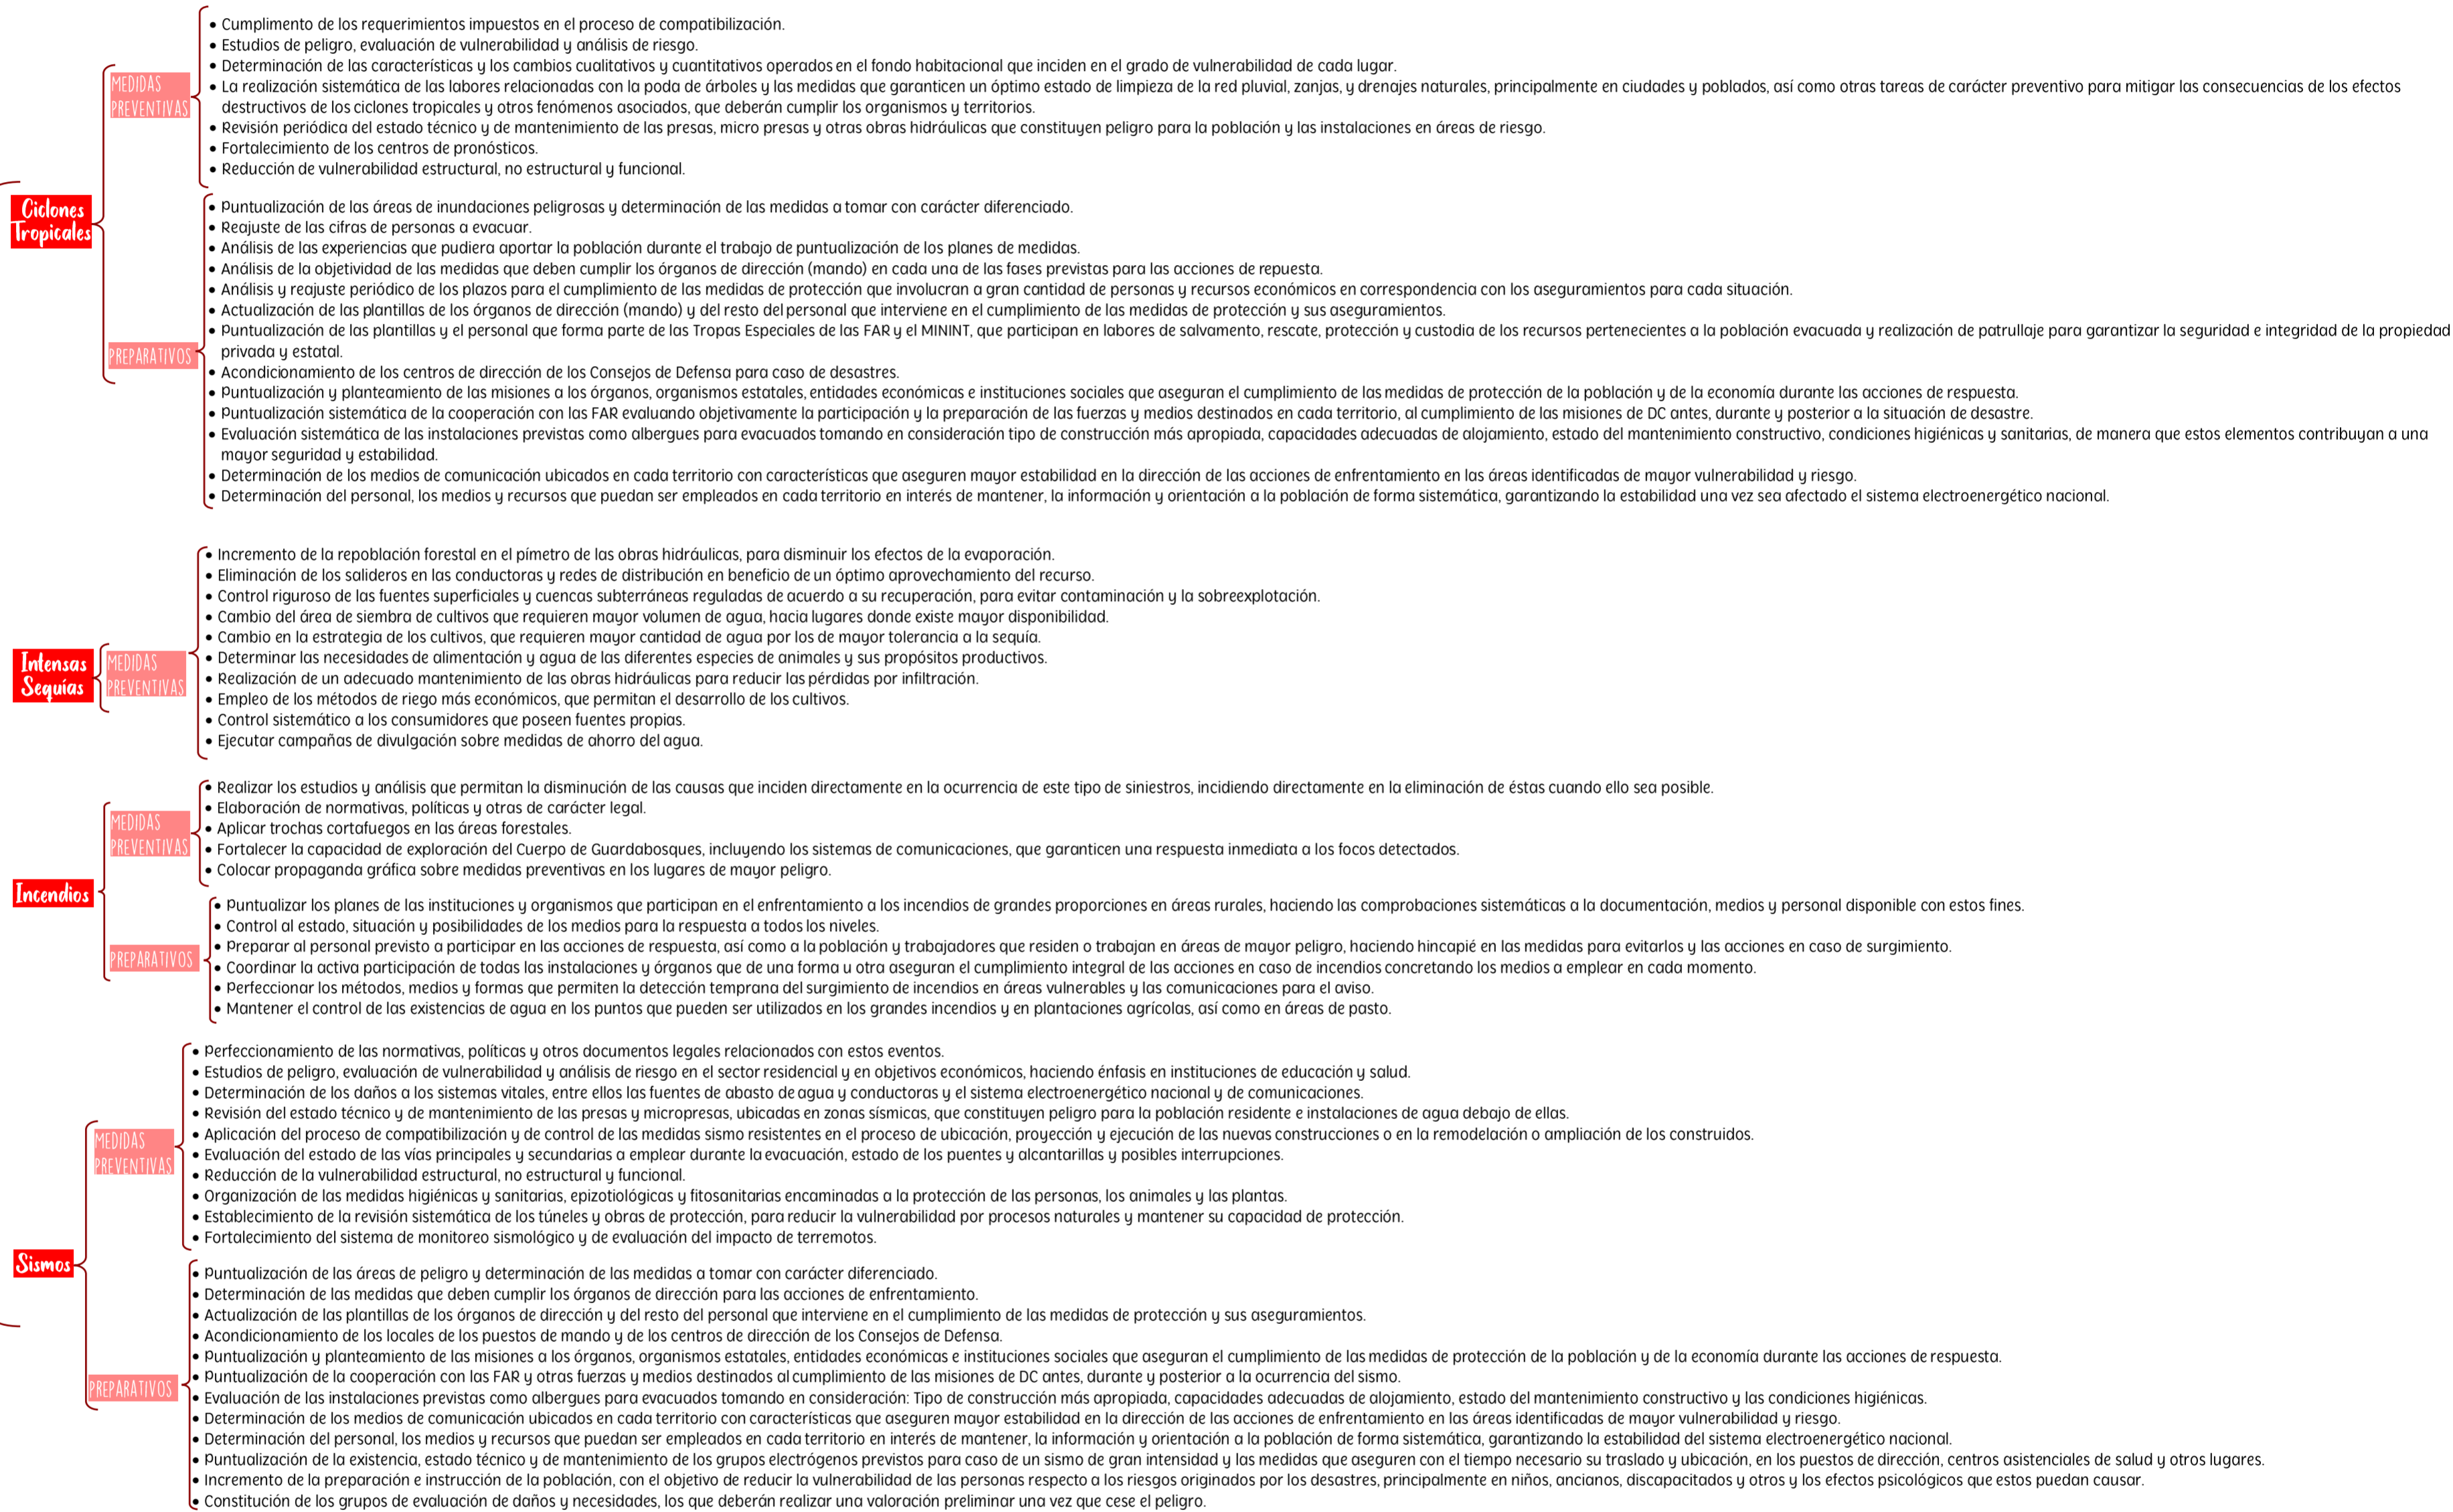 Ciclones
Tropicales
MEDIDAS
PREVENTIVAS
• Cumplimento de los requerimientos impuestos en el proceso de compatibilización.
• Estudios de peligro, evaluación de vulnerabilidad y análisis de riesgo.
• Determinación de las características y los cambios cualitativos y cuantitativos operados en el fondo habitacional que inciden en el grado de vulnerabilidad de cada lugar.
• La realización sistemática de las labores relacionadas con la poda de árboles y las medidas que garanticen un óptimo estado de limpieza de la red pluvial, zanjas, y drenajes naturales, principalmente en ciudades y poblados, así como otras tareas de carácter preventivo para mitigar las consecuencias de los efectos
destructivos de los ciclones tropicales y otros fenómenos asociados, que deberán cumplir los organismos y territorios.
• Revisión periódica del estado técnico y de mantenimiento de las presas, micro presas y otras obras hidráulicas que constituyen peligro para la población y las instalaciones en áreas de riesgo.
• Fortalecimiento de los centros de pronósticos.
• Reducción de vulnerabilidad estructural, no estructural y funcional.
PREPARATIVOS
• Puntualización de las áreas de inundaciones peligrosas y determinación de las medidas a tomar con carácter diferenciado.
• Reajuste de las cifras de personas a evacuar.
• Análisis de las experiencias que pudiera aportar la población durante el trabajo de puntualización de los planes de medidas.
• Análisis de la objetividad de las medidas que deben cumplir los órganos de dirección (mando) en cada una de las fases previstas para las acciones de repuesta.
• Análisis y reajuste periódico de los plazos para el cumplimiento de las medidas de protección que involucran a gran cantidad de personas y recursos económicos en correspondencia con los aseguramientos para cada situación.
• Actualización de las plantillas de los órganos de dirección (mando) y del resto del personal que interviene en el cumplimiento de las medidas de protección y sus aseguramientos.
• Puntualización de las plantillas y el personal que forma parte de las Tropas Especiales de las FAR y el MININT, que participan en labores de salvamento, rescate, protección y custodia de los recursos pertenecientes a la población evacuada y realización de patrullaje para garantizar la seguridad e integridad de la propiedad
privada y estatal.
• Acondicionamiento de los centros de dirección de los Consejos de Defensa para caso de desastres.
• Puntualización y planteamiento de las misiones a los órganos, organismos estatales, entidades económicas e instituciones sociales que aseguran el cumplimiento de las medidas de protección de la población y de la economía durante las acciones de respuesta.
• Puntualización sistemática de la cooperación con las FAR evaluando objetivamente la participación y la preparación de las fuerzas y medios destinados en cada territorio, al cumplimiento de las misiones de DC antes, durante y posterior a la situación de desastre.
• Evaluación sistemática de las instalaciones previstas como albergues para evacuados tomando en consideración tipo de construcción más apropiada, capacidades adecuadas de alojamiento, estado del mantenimiento constructivo, condiciones higiénicas y sanitarias, de manera que estos elementos contribuyan a una
mayor seguridad y estabilidad.
• Determinación de los medios de comunicación ubicados en cada territorio con características que aseguren mayor estabilidad en la dirección de las acciones de enfrentamiento en las áreas identificadas de mayor vulnerabilidad y riesgo.
• Determinación del personal, los medios y recursos que puedan ser empleados en cada territorio en interés de mantener, la información y orientación a la población de forma sistemática, garantizando la estabilidad una vez sea afectado el sistema electroenergético nacional.
Intensas
Sequías
MEDIDAS
PREVENTIVAS
• Incremento de la repoblación forestal en el pímetro de las obras hidráulicas, para disminuir los efectos de la evaporación.
• Eliminación de los salideros en las conductoras y redes de distribución en beneficio de un óptimo aprovechamiento del recurso.
• Control riguroso de las fuentes superficiales y cuencas subterráneas reguladas de acuerdo a su recuperación, para evitar contaminación y la sobreexplotación.
• Cambio del área de siembra de cultivos que requieren mayor volumen de agua, hacia lugares donde existe mayor disponibilidad.
• Cambio en la estrategia de los cultivos, que requieren mayor cantidad de agua por los de mayor tolerancia a la sequía.
• Determinar las necesidades de alimentación y agua de las diferentes especies de animales y sus propósitos productivos.
• Realización de un adecuado mantenimiento de las obras hidráulicas para reducir las pérdidas por infiltración.
• Empleo de los métodos de riego más económicos, que permitan el desarrollo de los cultivos.
• Control sistemático a los consumidores que poseen fuentes propias.
• Ejecutar campañas de divulgación sobre medidas de ahorro del agua.
Incendios
MEDIDAS
PREVENTIVAS
• Realizar los estudios y análisis que permitan la disminución de las causas que inciden directamente en la ocurrencia de este tipo de siniestros, incidiendo directamente en la eliminación de éstas cuando ello sea posible.
• Elaboración de normativas, políticas y otras de carácter legal.
• Aplicar trochas cortafuegos en las áreas forestales.
• Fortalecer la capacidad de exploración del Cuerpo de Guardabosques, incluyendo los sistemas de comunicaciones, que garanticen una respuesta inmediata a los focos detectados.
• Colocar propaganda gráfica sobre medidas preventivas en los lugares de mayor peligro.
PREPARATIVOS
• Puntualizar los planes de las instituciones y organismos que participan en el enfrentamiento a los incendios de grandes proporciones en áreas rurales, haciendo las comprobaciones sistemáticas a la documentación, medios y personal disponible con estos fines.
• Control al estado, situación y posibilidades de los medios para la respuesta a todos los niveles.
• Preparar al personal previsto a participar en las acciones de respuesta, así como a la población y trabajadores que residen o trabajan en áreas de mayor peligro, haciendo hincapié en las medidas para evitarlos y las acciones en caso de surgimiento.
• Coordinar la activa participación de todas las instalaciones y órganos que de una forma u otra aseguran el cumplimiento integral de las acciones en caso de incendios concretando los medios a emplear en cada momento.
• Perfeccionar los métodos, medios y formas que permiten la detección temprana del surgimiento de incendios en áreas vulnerables y las comunicaciones para el aviso.
• Mantener el control de las existencias de agua en los puntos que pueden ser utilizados en los grandes incendios y en plantaciones agrícolas, así como en áreas de pasto.
Sismos
MEDIDAS
PREVENTIVAS
• Perfeccionamiento de las normativas, políticas y otros documentos legales relacionados con estos eventos.
• Estudios de peligro, evaluación de vulnerabilidad y análisis de riesgo en el sector residencial y en objetivos económicos, haciendo énfasis en instituciones de educación y salud.
• Determinación de los daños a los sistemas vitales, entre ellos las fuentes de abasto de agua y conductoras y el sistema electroenergético nacional y de comunicaciones.
• Revisión del estado técnico y de mantenimiento de las presas y micropresas, ubicadas en zonas sísmicas, que constituyen peligro para la población residente e instalaciones de agua debajo de ellas.
• Aplicación del proceso de compatibilización y de control de las medidas sismo resistentes en el proceso de ubicación, proyección y ejecución de las nuevas construcciones o en la remodelación o ampliación de los construidos.
• Evaluación del estado de las vías principales y secundarias a emplear durante la evacuación, estado de los puentes y alcantarillas y posibles interrupciones.
• Reducción de la vulnerabilidad estructural, no estructural y funcional.
• Organización de las medidas higiénicas y sanitarias, epizotiológicas y fitosanitarias encaminadas a la protección de las personas, los animales y las plantas.
• Establecimiento de la revisión sistemática de los túneles y obras de protección, para reducir la vulnerabilidad por procesos naturales y mantener su capacidad de protección.
• Fortalecimiento del sistema de monitoreo sismológico y de evaluación del impacto de terremotos.
PREPARATIVOS
• Puntualización de las áreas de peligro y determinación de las medidas a tomar con carácter diferenciado.
• Determinación de las medidas que deben cumplir los órganos de dirección para las acciones de enfrentamiento.
• Actualización de las plantillas de los órganos de dirección y del resto del personal que interviene en el cumplimiento de las medidas de protección y sus aseguramientos.
• Acondicionamiento de los locales de los puestos de mando y de los centros de dirección de los Consejos de Defensa.
• Puntualización y planteamiento de las misiones a los órganos, organismos estatales, entidades económicas e instituciones sociales que aseguran el cumplimiento de las medidas de protección de la población y de la economía durante las acciones de respuesta.
• Puntualización de la cooperación con las FAR y otras fuerzas y medios destinados al cumplimiento de las misiones de DC antes, durante y posterior a la ocurrencia del sismo.
• Evaluación de las instalaciones previstas como albergues para evacuados tomando en consideración: Tipo de construcción más apropiada, capacidades adecuadas de alojamiento, estado del mantenimiento constructivo y las condiciones higiénicas.
• Determinación de los medios de comunicación ubicados en cada territorio con características que aseguren mayor estabilidad en la dirección de las acciones de enfrentamiento en las áreas identificadas de mayor vulnerabilidad y riesgo.
• Determinación del personal, los medios y recursos que puedan ser empleados en cada territorio en interés de mantener, la información y orientación a la población de forma sistemática, garantizando la estabilidad del sistema electroenergético nacional.
• Puntualización de la existencia, estado técnico y de mantenimiento de los grupos electrógenos previstos para caso de un sismo de gran intensidad y las medidas que aseguren con el tiempo necesario su traslado y ubicación, en los puestos de dirección, centros asistenciales de salud y otros lugares.
• Incremento de la preparación e instrucción de la población, con el objetivo de reducir la vulnerabilidad de las personas respecto a los riesgos originados por los desastres, principalmente en niños, ancianos, discapacitados y otros y los efectos psicológicos que estos puedan causar.
• Constitución de los grupos de evaluación de daños y necesidades, los que deberán realizar una valoración preliminar una vez que cese el peligro.